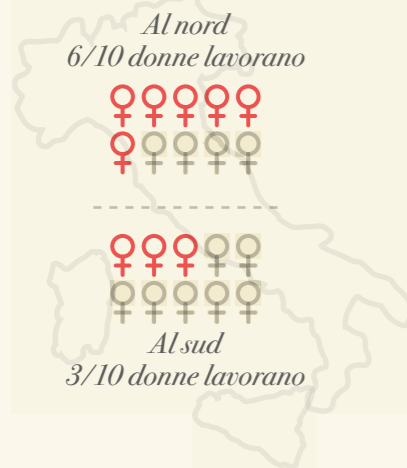 Al nord
6/10 donne lavorano
Al sud
3/10 donne lavorano